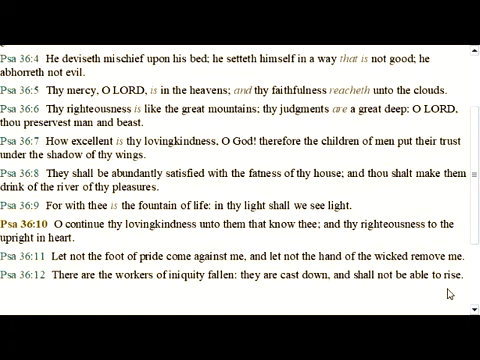 Psa 36:4 He deviseth mischief upon his bed; he setteth himself in a way that is not good; he
abhorreth not evil.
Psa 36:5 Thy mercy, O LORD, is in the heavens; and thy faithfulness reacheth unto the clouds.
Psa 36:6 Thy righteousness is like the great mountains; thy judgments are a great deep: O LORD,
thou preservest man and beast.
Psa 36:7 How excellent is thy lovingkindness, O God! therefore the children of men put their trust
under the shadow of thy wings.
Psa 36:8 They shall be abundantly satisfied with the fatness of thy house; and thou shalt make them
drink of the river of thy pleasures.
Psa 36:9 For with thee is the fountain of life: in thy light shall we see light.
Psa 36:10 O continue thy lovingkindness unto them that know thee; and thy righteousness to the
upright in heart.
Psa 36:11 Let not the foot of pride come against me, and let not the hand of the wicked remove me.
Psa 36:12 There are the workers of iniquity fallen: they are cast down, and shall not be able to rise.